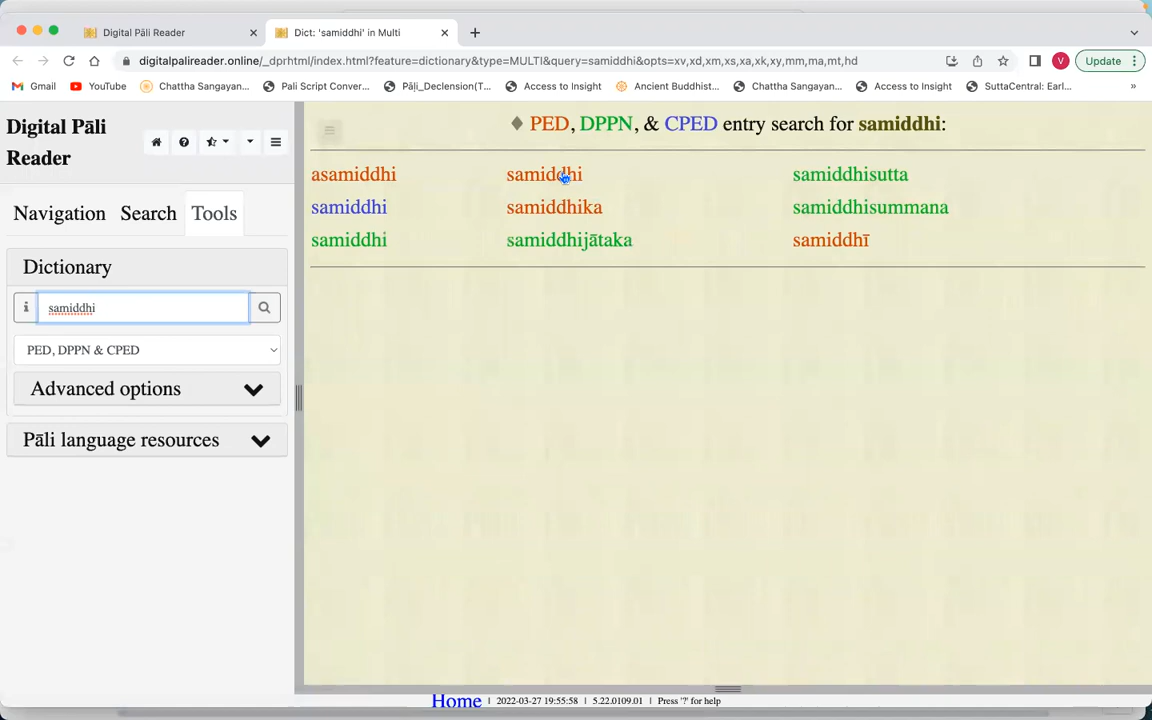 Digital Pāli Reader
Dict: 'samiddhi' in Multi
digitalpalireader.online/_dprhtml/index.html?feature=dictionary&type=MULTI&query=samiddhi&opts=xv,xd,xm,xs,xa,xk,xy,mm,ma,mt,hd
V
Update
Gmail
YouTube
Chattha Sangayan...
Pali Script Conver...
Pāḷi_Declension(T...
Access to Insight
Ancient Buddhist...
Chattha Sangayan...
Access to Insight
SuttaCentral: Earl...
»
Digital Pāli
Reader
Navigation
Search
Tools
Dictionary
i
samiddhi
PED, DPPN & CPED
Advanced options
Pāli language resources
♦ PED, DPPN, & CPED entry search for samiddhi:
asamiddhi
samiddhi
samiddhisutta
samiddhi
samiddhika
samiddhisummana
samiddhi
samiddhijātaka
samiddhī
Home | 2022-03-27 19:55:58 | 5.22.0109.01 | Press '?' for help